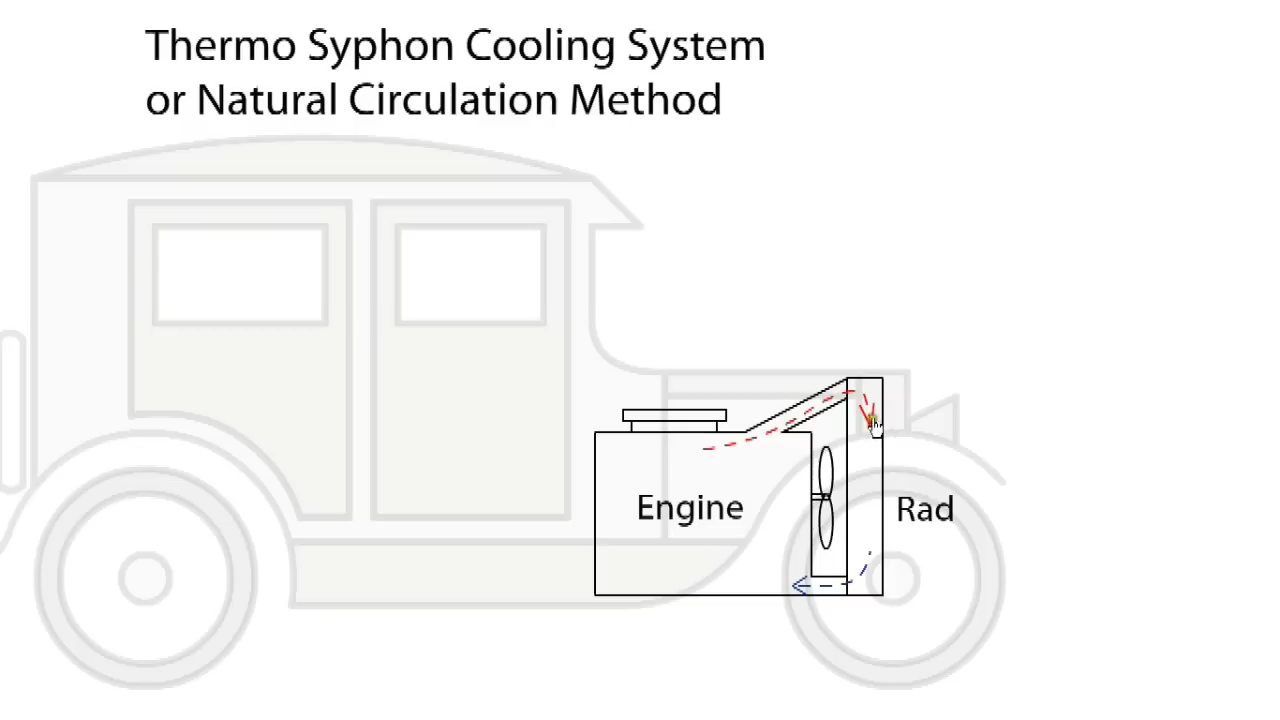 Thermo Syphon Cooling System
or Natural Circulation Method
Engine
Rad